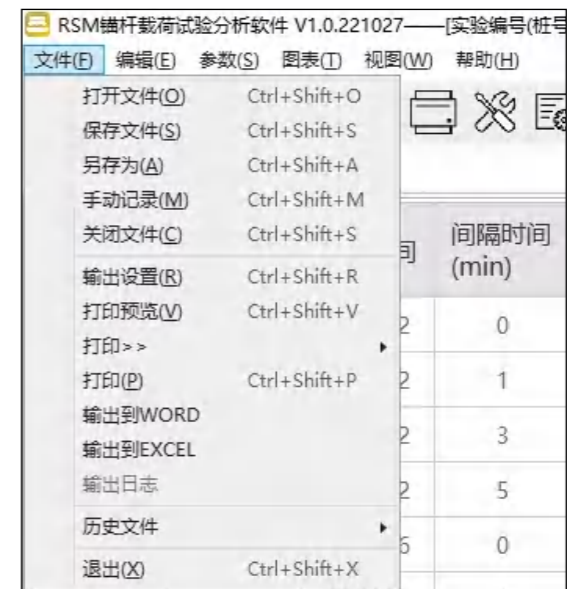 RSM锚杆载荷试验分析软件 V1.0.221027——[实验编号(桩号
文件(F) 编辑(E) 参数(S) 图表(T) 视图(W) 帮助(H)
打开文件(O) Ctrl+Shift+O
保存文件(S) Ctrl+Shift+S
另存为(A) Ctrl+Shift+A
手动记录(M) Ctrl+Shift+M
关闭文件(C) Ctrl+Shift+S
间隔时间
(min)
输出设置(R) Ctrl+Shift+R
打印预览(V) Ctrl+Shift+V
2 0
打印>>
打印(P) Ctrl+Shift+P
2 1
输出到WORD
2 3
输出到EXCEL
输出日志
2 5
历史文件
6 0
退出(X) Ctrl+Shift+X